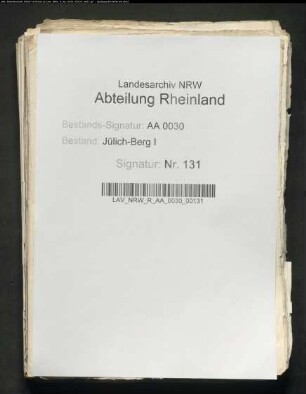 Landesarchiv NRW
Abteilung Rheinland
Bestands-Signatur: AA 0030
Bestand: Jülich-Berg I
Signatur: Nr. 131
LAV_NRW_R_AA_0030_00131